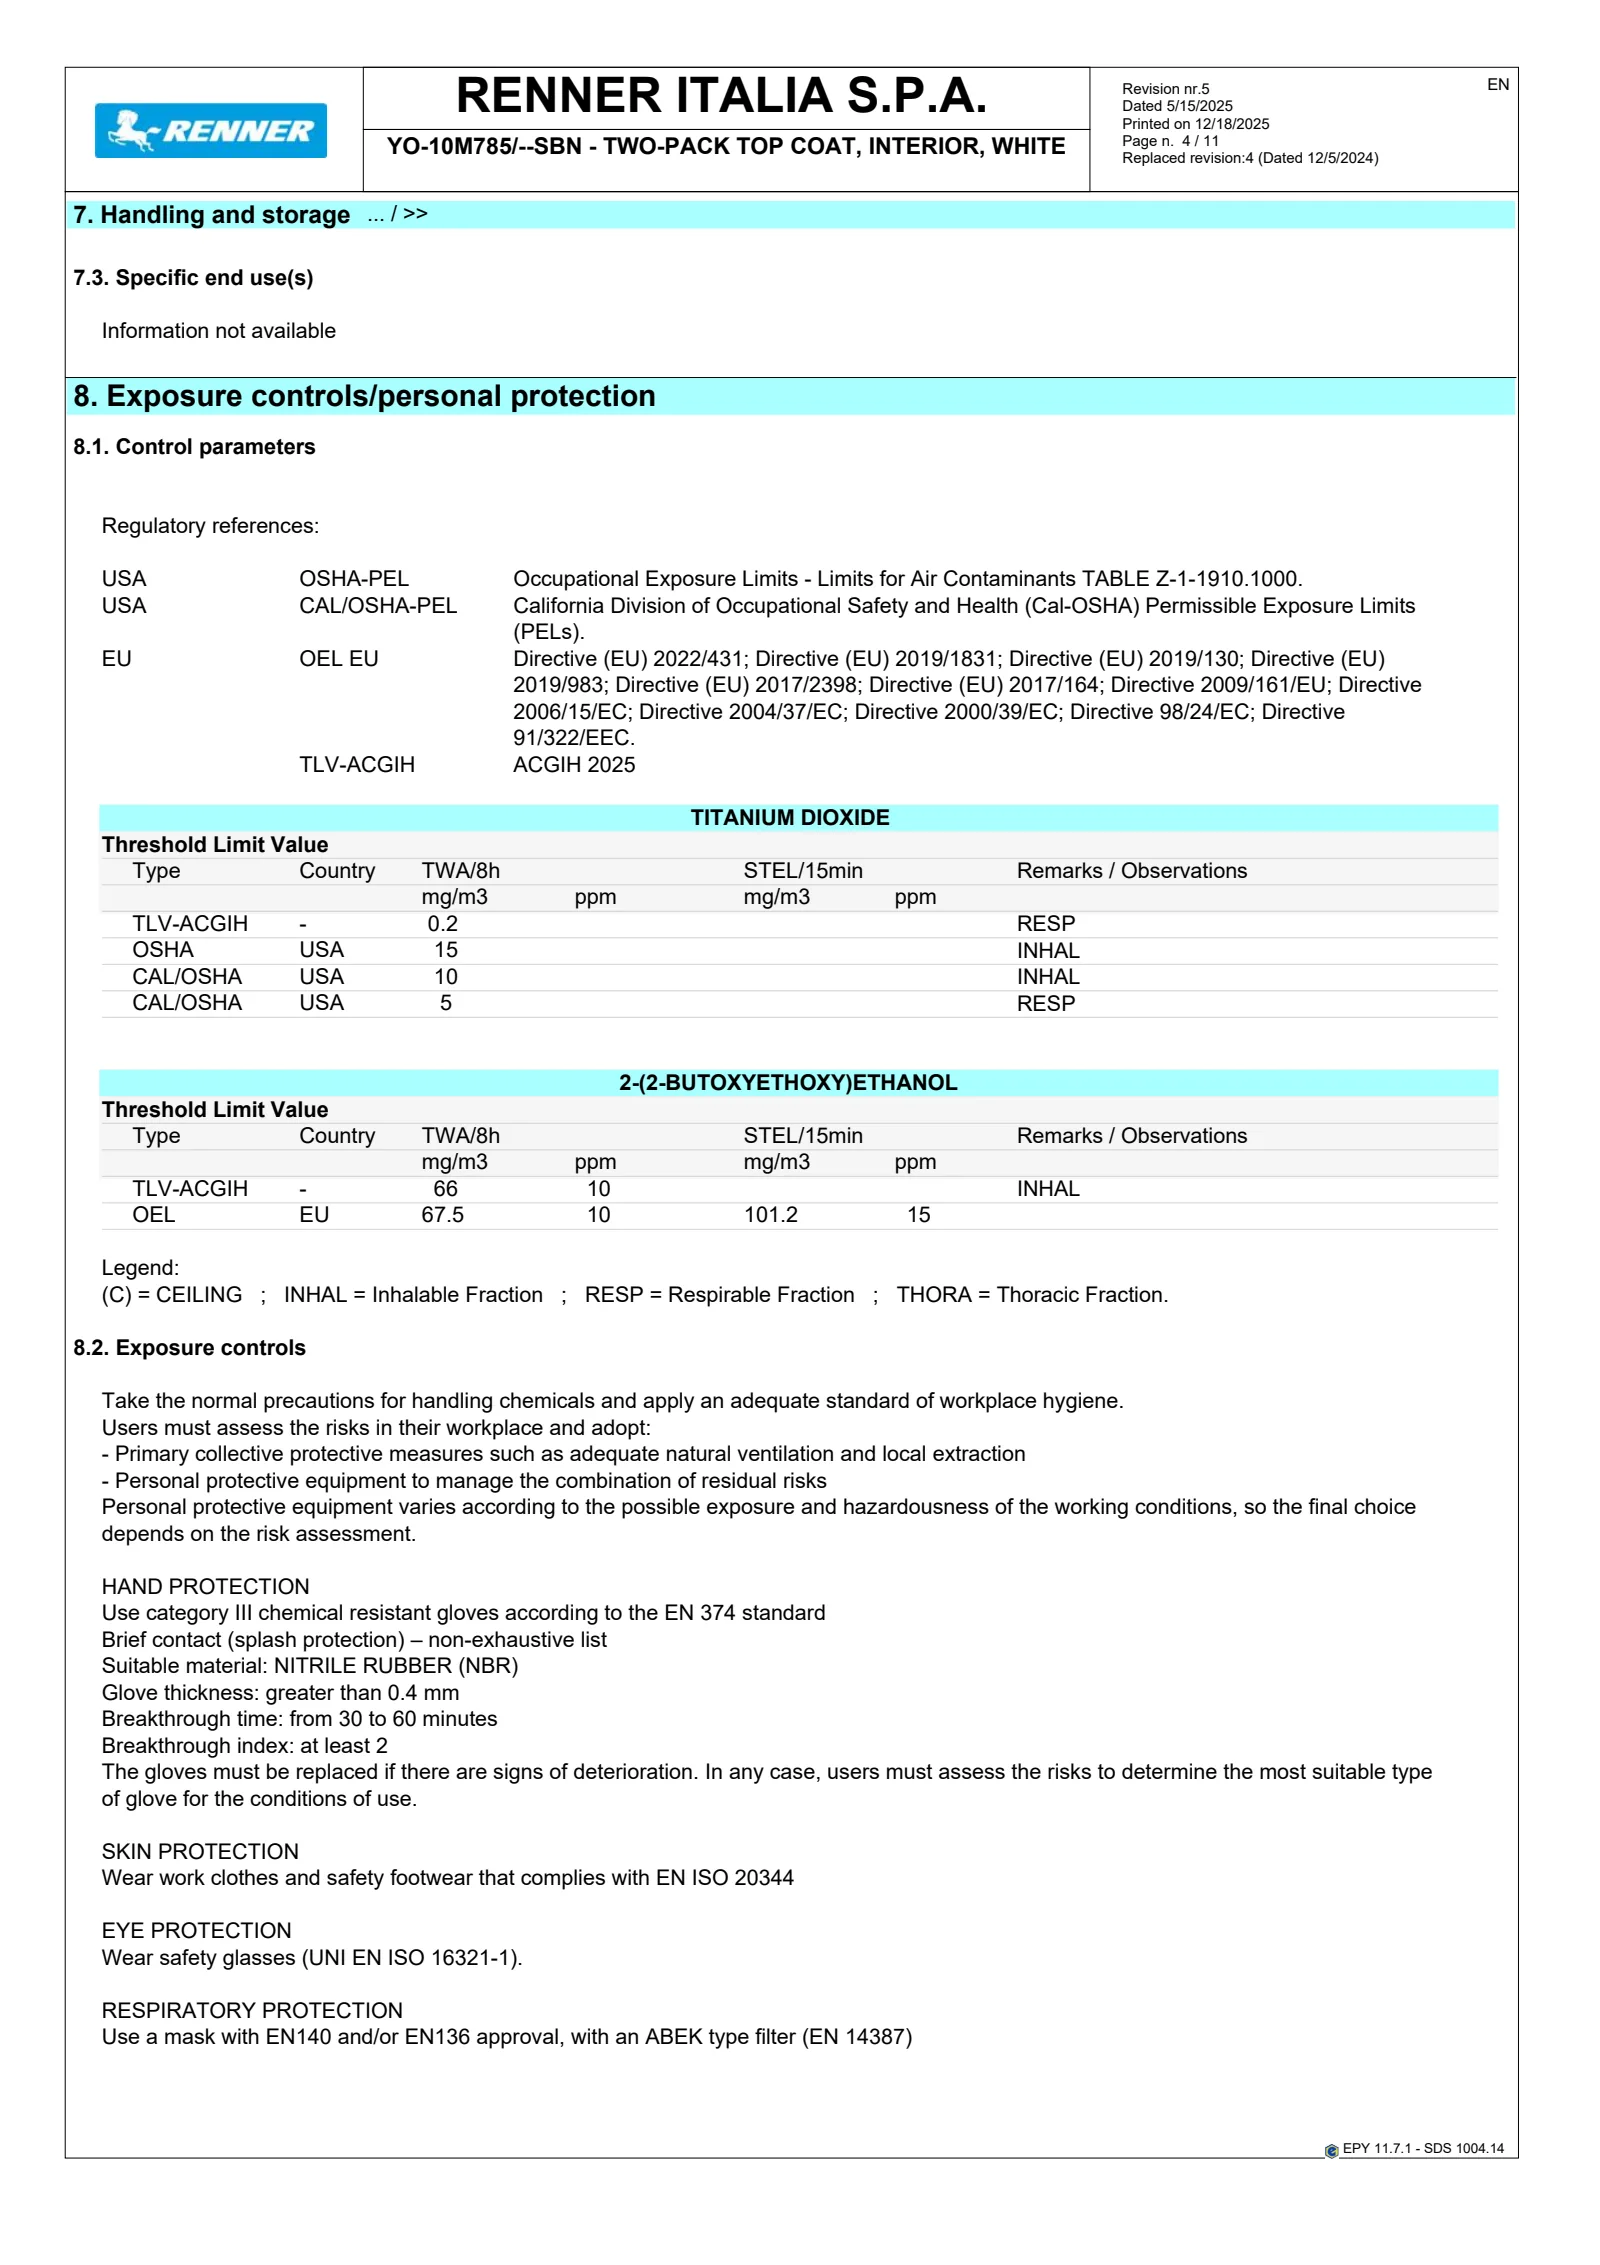 RENNER
RENNER ITALIA S.P.A.
YO-10M785/--SBN - TWO-PACK TOP COAT, INTERIOR, WHITE
Revision nr.5
Dated 5/15/2025
Printed on 12/18/2025
Page n. 4 / 11
Replaced revision:4 (Dated 12/5/2024)
EN
7. Handling and storage ... / >>
7.3. Specific end use(s)
Information not available
8. Exposure controls/personal protection
8.1. Control parameters
Regulatory references:
USA OSHA-PEL Occupational Exposure Limits - Limits for Air Contaminants TABLE Z-1-1910.1000.
USA CAL/OSHA-PEL California Division of Occupational Safety and Health (Cal-OSHA) Permissible Exposure Limits
(PELs).
EU OEL EU Directive (EU) 2022/431; Directive (EU) 2019/1831; Directive (EU) 2019/130; Directive (EU)
2019/983; Directive (EU) 2017/2398; Directive (EU) 2017/164; Directive 2009/161/EU; Directive
2006/15/EC; Directive 2004/37/EC; Directive 2000/39/EC; Directive 98/24/EC; Directive
91/322/EEC.
TLV-ACGIH ACGIH 2025
TITANIUM DIOXIDE
Threshold Limit Value
Type Country TWA/8h STEL/15min Remarks / Observations
mg/m3 ppm mg/m3 ppm
TLV-ACGIH - 0.2 RESP
OSHA USA 15 INHAL
CAL/OSHA USA 10 INHAL
CAL/OSHA USA 5 RESP
2-(2-BUTOXYETHOXY)ETHANOL
Threshold Limit Value
Type Country TWA/8h STEL/15min Remarks / Observations
mg/m3 ppm mg/m3 ppm
TLV-ACGIH - 66 10 INHAL
OEL EU 67.5 10 101.2 15
Legend:
(C) = CEILING ; INHAL = Inhalable Fraction ; RESP = Respirable Fraction ; THORA = Thoracic Fraction.
8.2. Exposure controls
Take the normal precautions for handling chemicals and apply an adequate standard of workplace hygiene.
Users must assess the risks in their workplace and adopt:
- Primary collective protective measures such as adequate natural ventilation and local extraction
- Personal protective equipment to manage the combination of residual risks
Personal protective equipment varies according to the possible exposure and hazardousness of the working conditions, so the final choice
depends on the risk assessment.
HAND PROTECTION
Use category III chemical resistant gloves according to the EN 374 standard
Brief contact (splash protection) – non-exhaustive list
Suitable material: NITRILE RUBBER (NBR)
Glove thickness: greater than 0.4 mm
Breakthrough time: from 30 to 60 minutes
Breakthrough index: at least 2
The gloves must be replaced if there are signs of deterioration. In any case, users must assess the risks to determine the most suitable type
of glove for the conditions of use.
SKIN PROTECTION
Wear work clothes and safety footwear that complies with EN ISO 20344
EYE PROTECTION
Wear safety glasses (UNI EN ISO 16321-1).
RESPIRATORY PROTECTION
Use a mask with EN140 and/or EN136 approval, with an ABEK type filter (EN 14387)
EPY 11.7.1 - SDS 1004.14